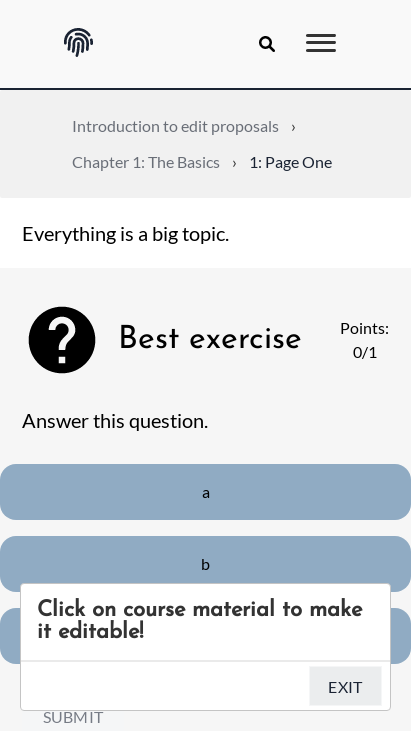 Introduction to edit proposals ›
Chapter 1: The Basics › 1: Page One
Everything is a big topic.
Best exercise
Points:
0/1
Answer this question.
a
b
Click on course material to make
it editable!
EXIT
SUBMIT